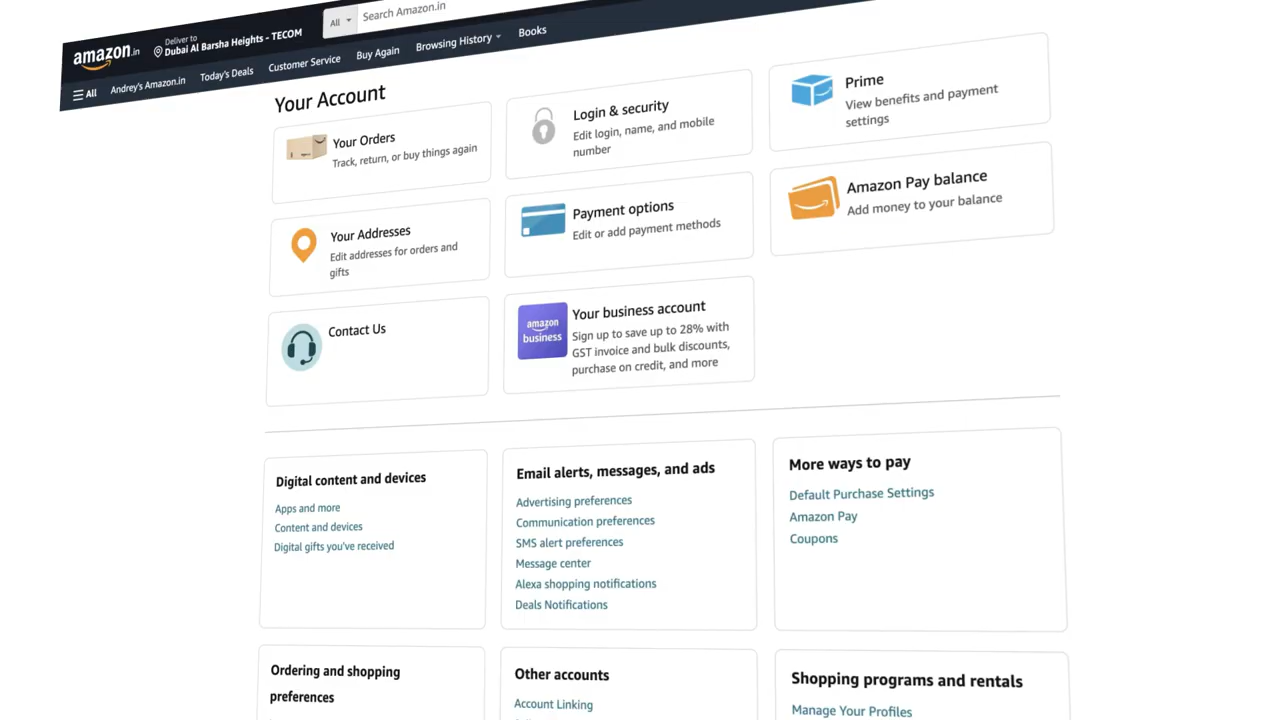 amazon.in
Deliver to
Dubai Al Barsha Heights - TECOM
All
Search Amazon.in
All
Andrey's Amazon.in
Today's Deals
Customer Service
Buy Again
Browsing History
Books
Your Account
Your Orders
Track, return, or buy things again
Login & security
Edit login, name, and mobile
number
Prime
View benefits and payment
settings
Your Addresses
Edit addresses for orders and
gifts
Payment options
Edit or add payment methods
Amazon Pay balance
Add money to your balance
Contact Us
amazon
business
Your business account
Sign up to save up to 28% with
GST invoice and bulk discounts,
purchase on credit, and more
Digital content and devices
Apps and more
Content and devices
Digital gifts you've received
Email alerts, messages, and ads
Advertising preferences
Communication preferences
SMS alert preferences
Message center
Alexa shopping notifications
Deals Notifications
More ways to pay
Default Purchase Settings
Amazon Pay
Coupons
Ordering and shopping
preferences
Other accounts
Account Linking
Shopping programs and rentals
Manage Your Profiles